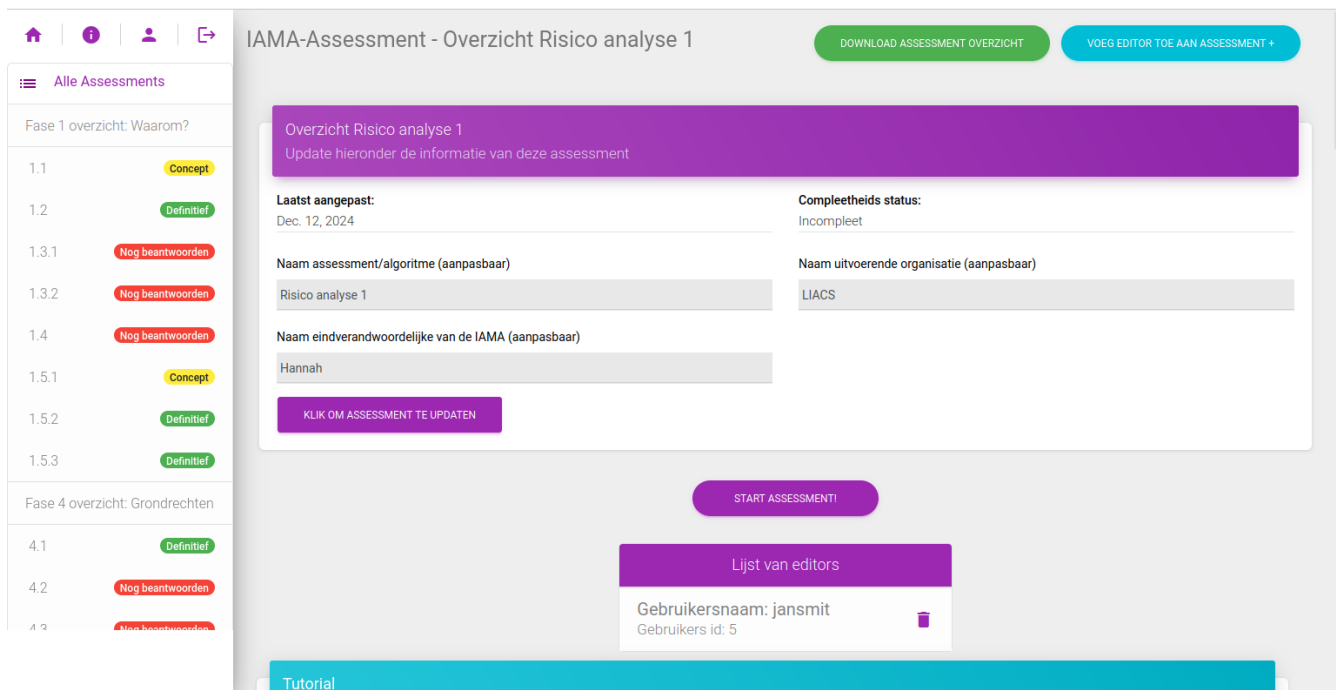 IAMA-Assessment - Overzicht Risico analyse 1
DOWNLOAD ASSESSMENT OVERZICHT
VOEG EDITOR TOE AAN ASSESSMENT +
Alle Assessments
Fase 1 overzicht: Waarom?
1.1 Concept
1.2 Definitief
1.3.1 Nog beantwoorden
1.3.2 Nog beantwoorden
1.4 Nog beantwoorden
1.5.1 Concept
1.5.2 Definitief
1.5.3 Definitief
Fase 4 overzicht: Grondrechten
4.1 Definitief
4.2 Nog beantwoorden
4.3 Nog beantwoorden
Overzicht Risico analyse 1
Update hieronder de informatie van deze assessment
Laatst aangepast:
Dec. 12, 2024
Compleetheids status:
Incompleet
Naam assessment/algoritme (aanpasbaar)
Risico analyse 1
Naam uitvoerende organisatie (aanpasbaar)
LIACS
Naam eindverandwoordelijke van de IAMA (aanpasbaar)
Hannah
KLIK OM ASSESSMENT TE UPDATEN
START ASSESSMENT!
Lijst van editors
Gebruikersnaam: jansmit
Gebruikers id: 5
Tutorial